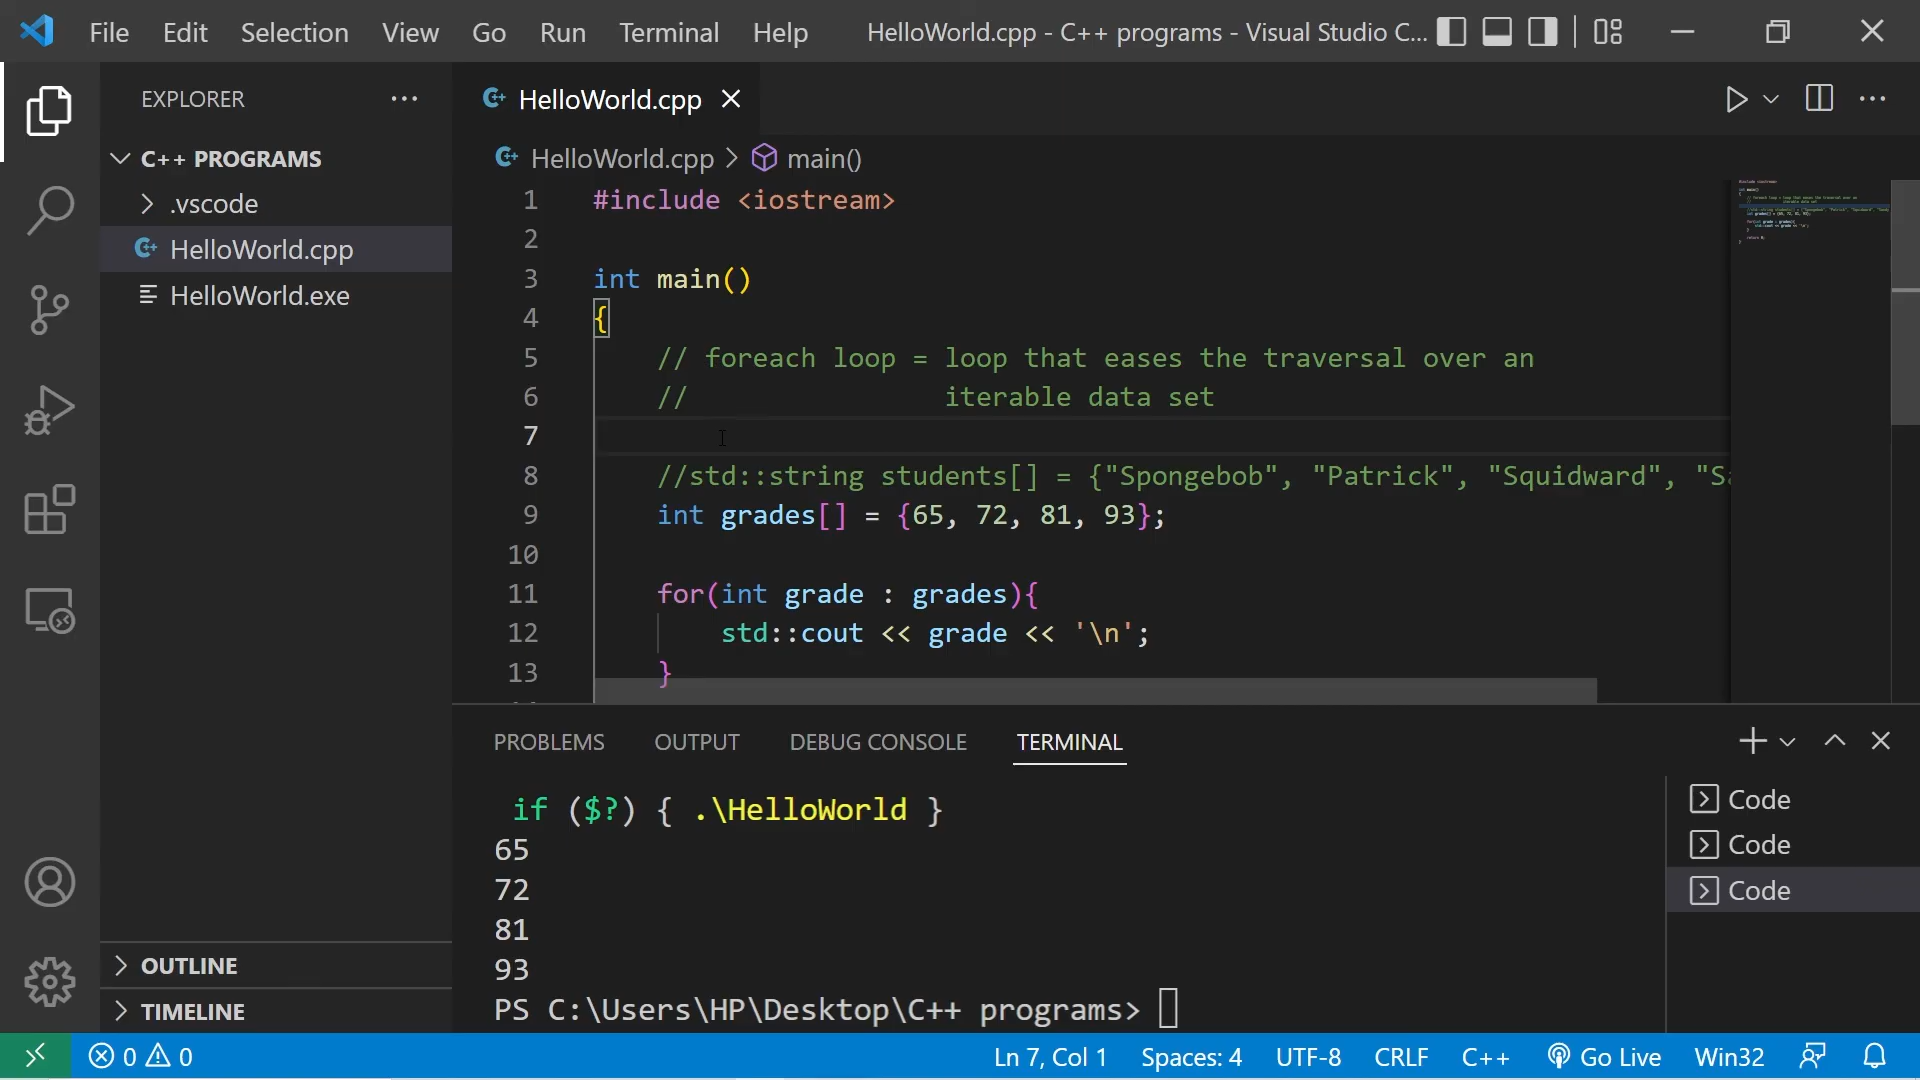 File Edit Selection View Go Run Terminal Help HelloWorld.cpp - C++ programs - Visual Studio C...
EXPLORER
C++ PROGRAMS
.vscode
HelloWorld.cpp
HelloWorld.exe
OUTLINE
TIMELINE
HelloWorld.cpp
HelloWorld.cpp > main()
1 #include <iostream>
2
3 int main()
4 {
5 // foreach loop = loop that eases the traversal over an
6 // iterable data set
7
8 //std::string students[] = {"Spongebob", "Patrick", "Squidward", "Sa
9 int grades[] = {65, 72, 81, 93};
10
11 for(int grade : grades){
12 std::cout << grade << '\n';
13 }
PROBLEMS OUTPUT DEBUG CONSOLE TERMINAL
if ($?) { .\HelloWorld }
65
72
81
93
PS C:\Users\HP\Desktop\C++ programs>
Code
Code
Code
0 0 Ln 7, Col 1 Spaces: 4 UTF-8 CRLF C++ Go Live Win32